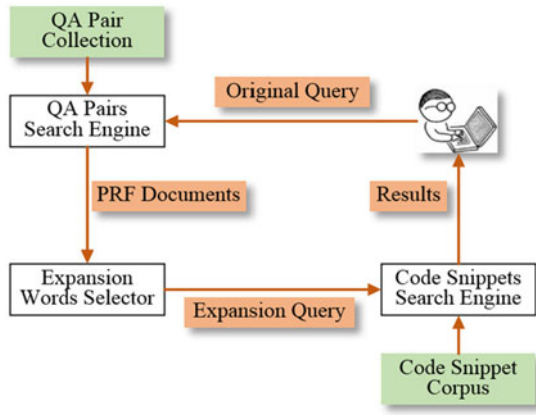 QA Pair
Collection
Original Query
QA Pairs
Search Engine
PRF Documents
Results
Expansion
Words Selector
Expansion Query
Code Snippets
Search Engine
Code Snippet
Corpus